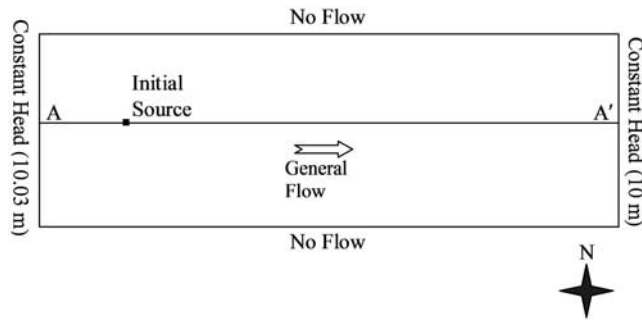 No Flow
Constant Head (10.03 m)
Initial
Source
A
A′
General
Flow
Constant Head (10 m)
No Flow
N